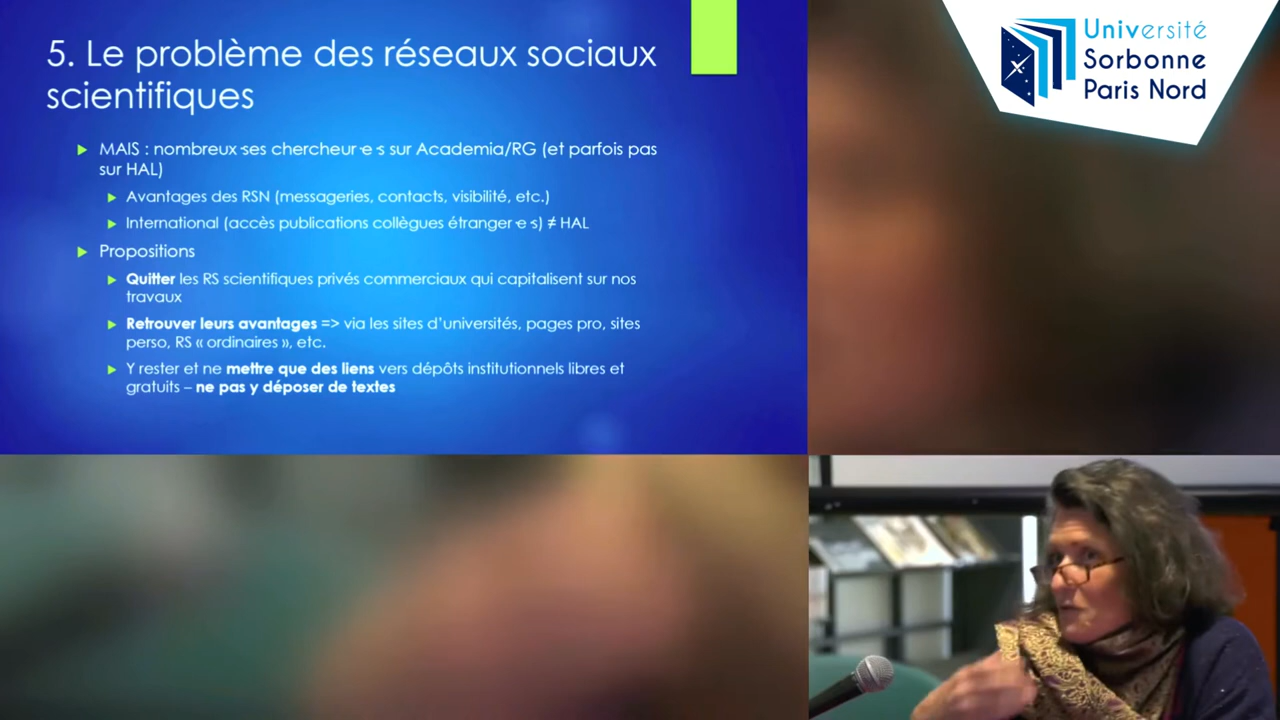 5. Le problème des réseaux sociaux
scientifiques
MAIS : nombreux·ses chercheur·e·s sur Academia/RG (et parfois pas
sur HAL)
Avantages des RSN (messageries, contacts, visibilité, etc.)
International (accès publications collègues étranger·e·s) ≠ HAL
Propositions
Quitter les RS scientifiques privés commerciaux qui capitalisent sur nos
travaux
Retrouver leurs avantages => via les sites d’universités, pages pro, sites
perso, RS « ordinaires », etc.
Y rester et ne mettre que des liens vers dépôts institutionnels libres et
gratuits – ne pas y déposer de textes
Université
Sorbonne
Paris Nord